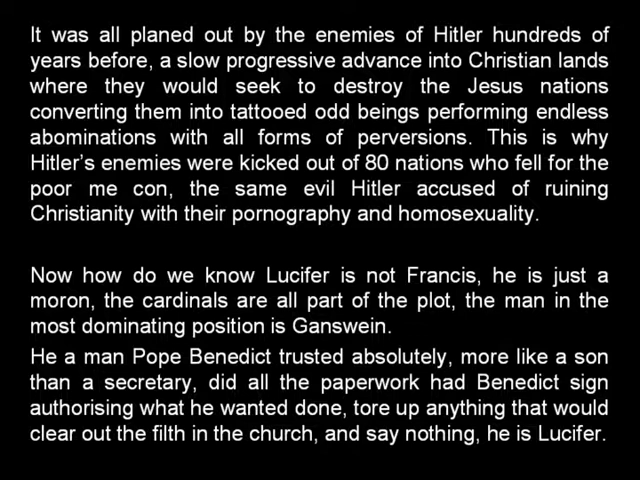 It was all planed out by the enemies of Hitler hundreds of
years before, a slow progressive advance into Christian lands
where they would seek to destroy the Jesus nations
converting them into tattooed odd beings performing endless
abominations with all forms of perversions. This is why
Hitler's enemies were kicked out of 80 nations who fell for the
poor me con, the same evil Hitler accused of ruining
Christianity with their pornography and homosexuality.
Now how do we know Lucifer is not Francis, he is just a
moron, the cardinals are all part of the plot, the man in the
most dominating position is Ganswein.
He a man Pope Benedict trusted absolutely, more like a son
than a secretary, did all the paperwork had Benedict sign
authorising what he wanted done, tore up anything that would
clear out the filth in the church, and say nothing, he is Lucifer.